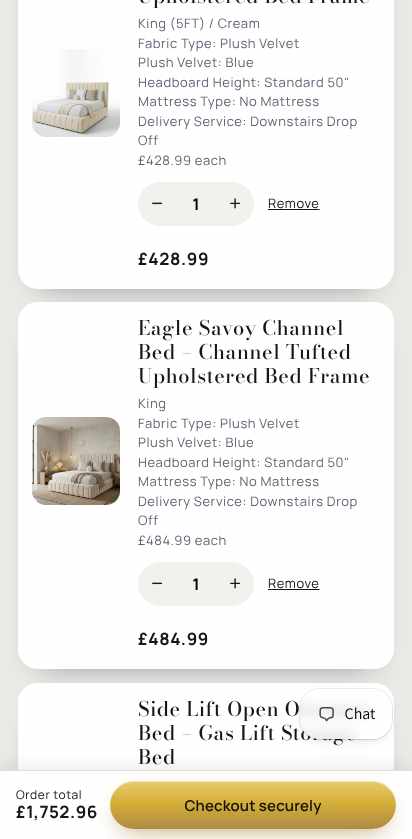 Upholstered Bed Frame
King (5FT) / Cream
Fabric Type: Plush Velvet
Plush Velvet: Blue
Headboard Height: Standard 50"
Mattress Type: No Mattress
Delivery Service: Downstairs Drop
Off
£428.99 each
− 1 + Remove
£428.99
Eagle Savoy Channel
Bed – Channel Tufted
Upholstered Bed Frame
King
Fabric Type: Plush Velvet
Plush Velvet: Blue
Headboard Height: Standard 50"
Mattress Type: No Mattress
Delivery Service: Downstairs Drop
Off
£484.99 each
− 1 + Remove
£484.99
Side Lift Open
Bed – Gas Lift Storage
Bed
Chat
Order total
£1,752.96
Checkout securely